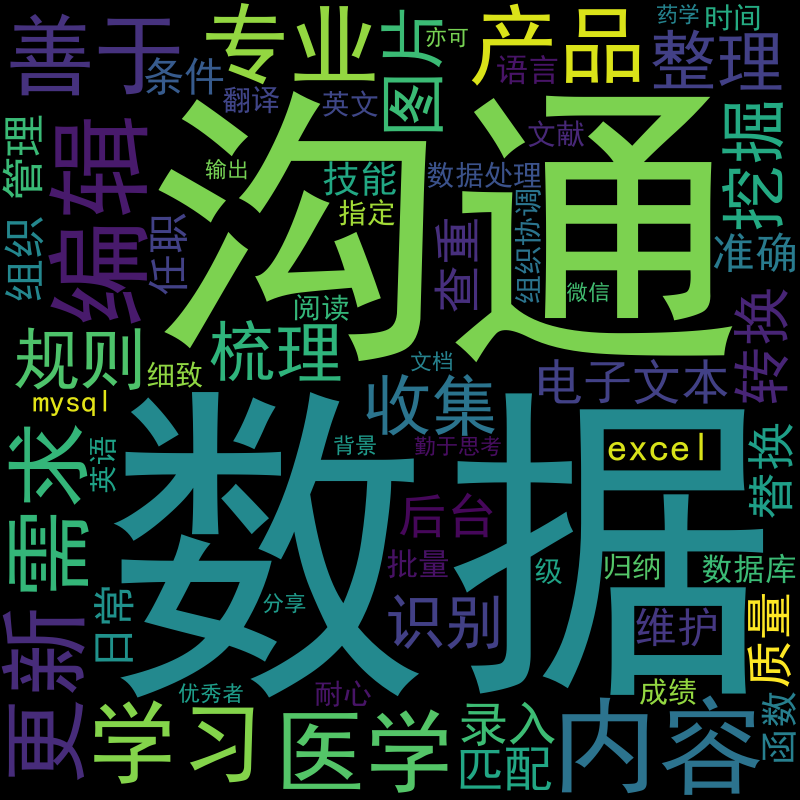 善于
专业
图片
产品
亦可
药学
时间
条件
语言
整理
翻译
英文
沟通
文献
挖掘
管理
编辑
输出
技能
数据处理
指定
组织
任职
查重
组织协调
准确
微信
阅读
规则
梳理
转换
细致
文档
收集
电子文本
mysql
数据
需求
英语
背景
勤于思考
excel
替换
后台
批量
级
归纳
数据库
日常
分享
识别
维护
质量
更新
优秀者
耐心
成绩
学习
医学
录入
匹配
内容
函数